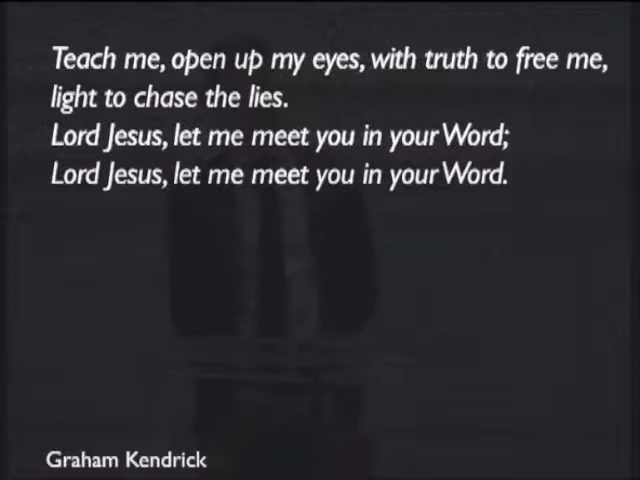 Teach me, open up my eyes, with truth to free me,
light to chase the lies.
Lord Jesus, let me meet you in your Word;
Lord Jesus, let me meet you in your Word.
Graham Kendrick